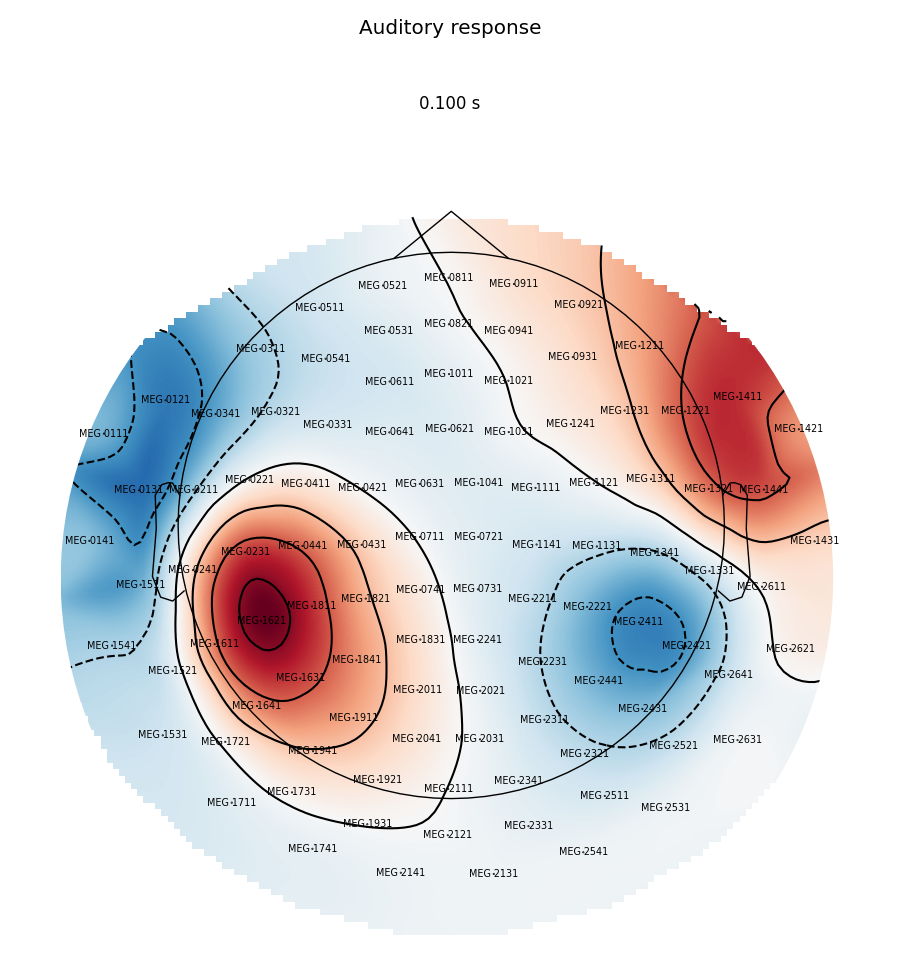 Auditory response
0.100 s
MEG 0811
MEG 0521
MEG 0911
MEG 0921
MEG 0511
MEG 0821
MEG 0531
MEG 0941
MEG 1211
MEG 0311
MEG 0931
MEG 0541
MEG 1011
MEG 0611
MEG 1021
MEG 1411
MEG 0121
MEG 1231
MEG 1221
MEG 0321
MEG 0341
MEG 0331
MEG 1241
MEG 0621
MEG 1421
MEG 0641
MEG 1031
MEG 0111
MEG 0221
MEG 1311
MEG 0411
MEG 0631
MEG 1041
MEG 1121
MEG 0421
MEG 1111
MEG 1321
MEG 1441
MEG 0131
MEG 0211
MEG 0711
MEG 0721
MEG 0141
MEG 1431
MEG 0431
MEG 1141
MEG 0441
MEG 1131
MEG 0231
MEG 1341
MEG 0241
MEG 1331
MEG 1511
MEG 2611
MEG 0741
MEG 0731
MEG 1821
MEG 2211
MEG 1811
MEG 2221
MEG 1621
MEG 2411
MEG 1831
MEG 2241
MEG 1611
MEG 1541
MEG 2421
MEG 2621
MEG 1841
MEG 2231
MEG 1521
MEG 2641
MEG 1631
MEG 2441
MEG 2011
MEG 2021
MEG 1641
MEG 2431
MEG 1911
MEG 2311
MEG 1531
MEG 2041
MEG 2031
MEG 2631
MEG 1721
MEG 2521
MEG 1941
MEG 2321
MEG 1921
MEG 2341
MEG 2111
MEG 1731
MEG 2511
MEG 1711
MEG 2531
MEG 1931
MEG 2331
MEG 2121
MEG 1741
MEG 2541
MEG 2141
MEG 2131